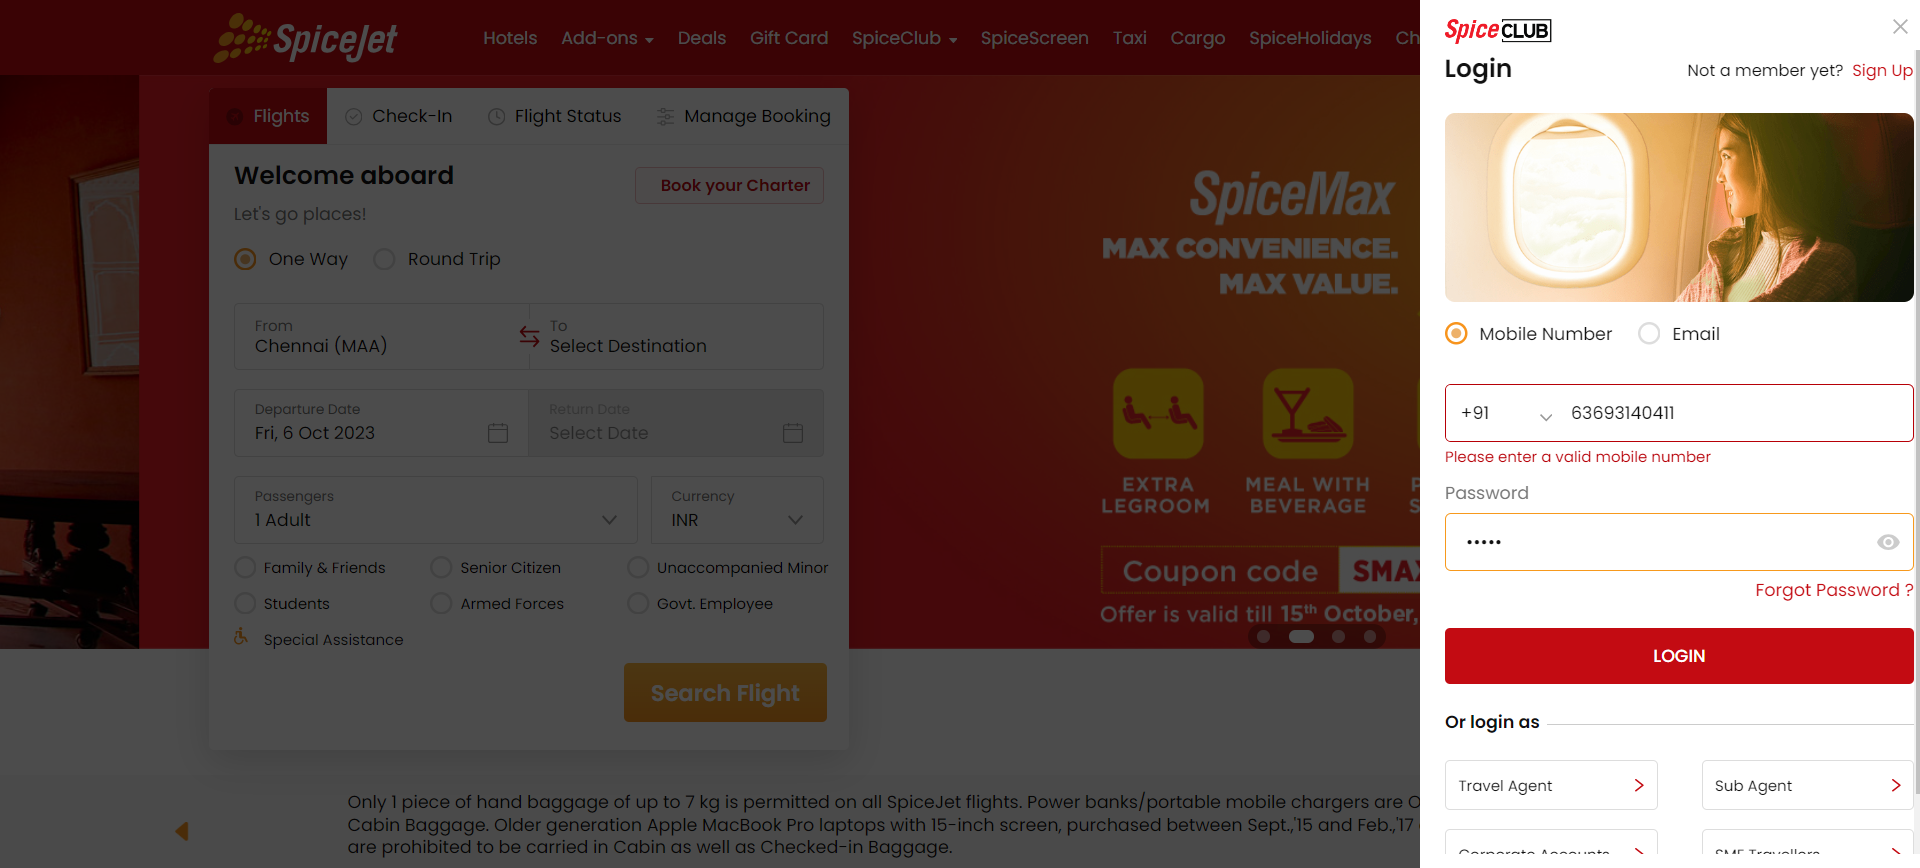 SpiceJet
Hotels Add-ons Deals Gift Card SpiceClub SpiceScreen Taxi Cargo SpiceHolidays
Flights Check-In Flight Status Manage Booking
Welcome aboard
Book your Charter
Let's go places!
One Way Round Trip
From
Chennai (MAA)
To
Select Destination
Departure Date
Fri, 6 Oct 2023
Return Date
Select Date
Passengers
1 Adult
Currency
INR
Family & Friends Senior Citizen Unaccompanied Minor
Students Armed Forces Govt. Employee
Special Assistance
Search Flight
SpiceMax
MAX CONVENIENCE.
MAX VALUE.
EXTRA
LEGROOM
MEAL WITH
BEVERAGE
Coupon code SMAX
Offer is valid till 15th October,
Only 1 piece of hand baggage of up to 7 kg is permitted on all SpiceJet flights. Power banks/portable mobile chargers are
Cabin Baggage. Older generation Apple MacBook Pro laptops with 15-inch screen, purchased between Sept.,'15 and Feb.,'17
are prohibited to be carried in Cabin as well as Checked-in Baggage.
SpiceCLUB
Login
Not a member yet? Sign Up
Mobile Number Email
+91 63693140411
Please enter a valid mobile number
Password
•••••
Forgot Password ?
LOGIN
Or login as
Travel Agent
Sub Agent
Corporate Accounts
SME Travellers